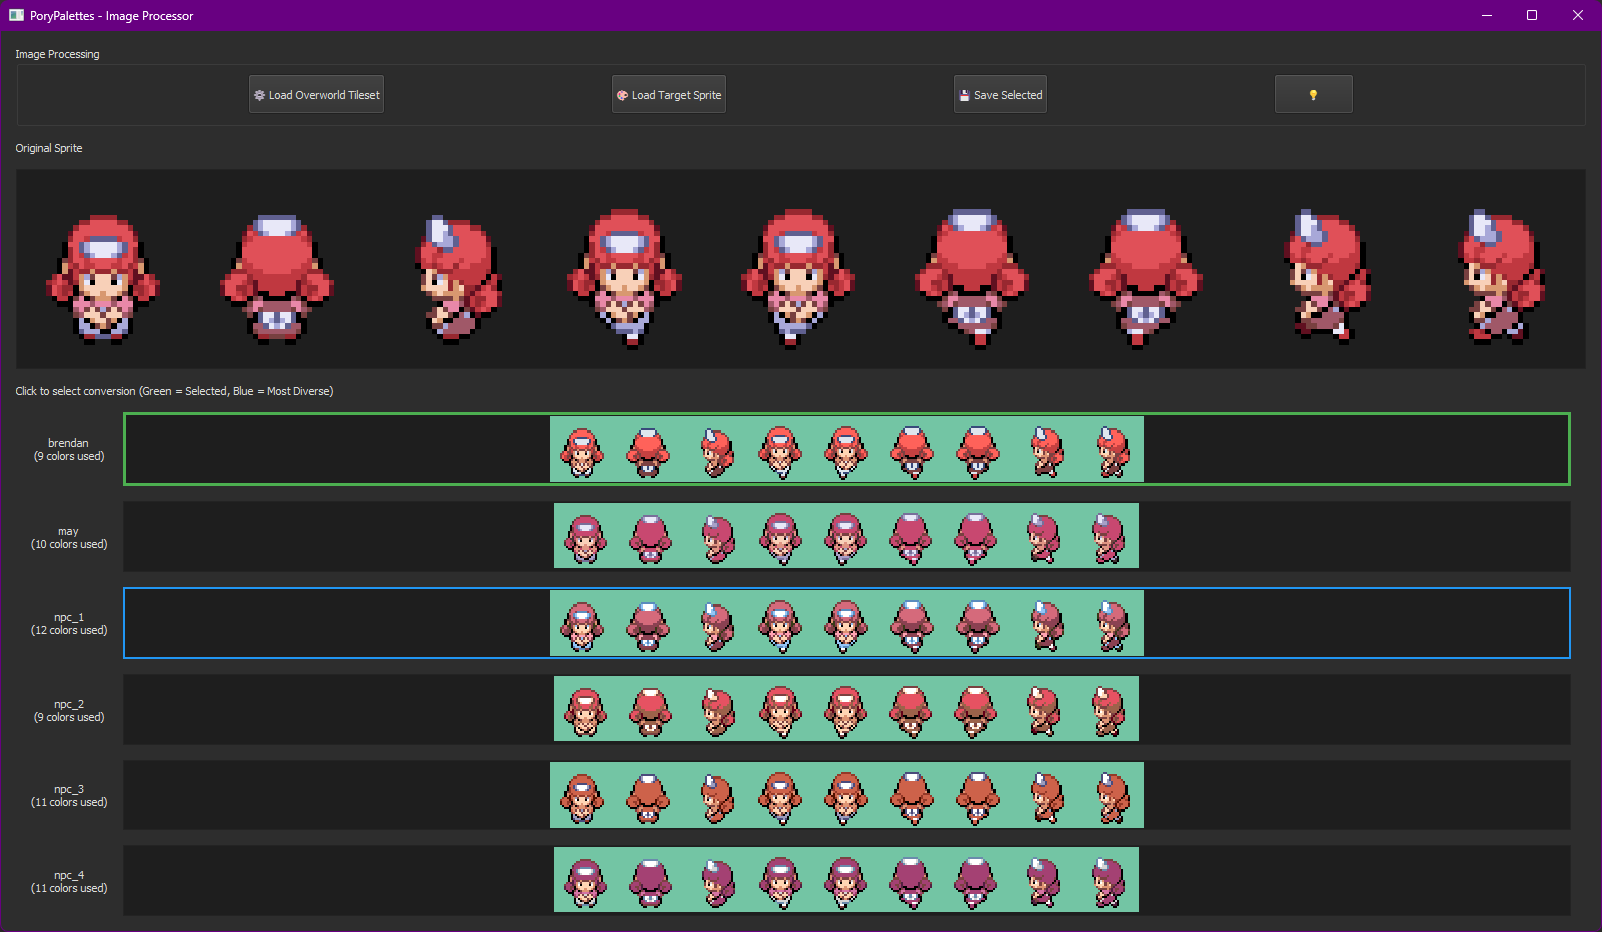 PoryPalettes - Image Processor
Image Processing
Load Overworld Tileset
Load Target Sprite
Save Selected
Original Sprite
Click to select conversion (Green = Selected, Blue = Most Diverse)
brendan
(9 colors used)
may
(10 colors used)
npc_1
(12 colors used)
npc_2
(9 colors used)
npc_3
(11 colors used)
npc_4
(11 colors used)